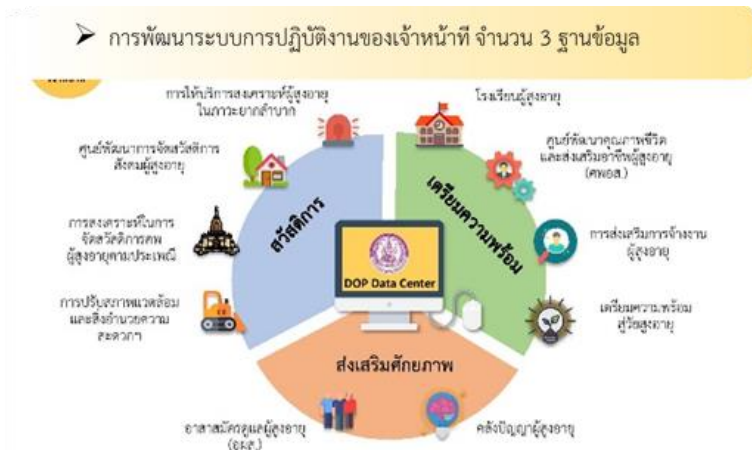 ➤ การพัฒนาระบบการปฏิบัติงานของเจ้าหน้าที่ จำนวน 3 ฐานข้อมูล
การให้บริการสงเคราะห์ผู้สูงอายุ
ในภาวะยากลำบาก
โรงเรียนผู้สูงอายุ
ศูนย์พัฒนาการจัดสวัสดิการ
สังคมผู้สูงอายุ
ศูนย์พัฒนาคุณภาพชีวิต
และส่งเสริมอาชีพผู้สูงอายุ
(ศพอส.)
สวัสดิการ
เตรียมความพร้อม
การสงเคราะห์ในการ
จัดสวัสดิการศพ
ผู้สูงอายุตามประเพณี
การส่งเสริมการจ้างงาน
ผู้สูงอายุ
DOP Data Center
การปรับสภาพแวดล้อม
และสิ่งอำนวยความ
สะดวกฯ
เตรียมความพร้อม
สู่วัยสูงอายุ
ส่งเสริมศักยภาพ
อาสาสมัครดูแลผู้สูงอายุ
(อผส.)
คลังปัญญาผู้สูงอายุ